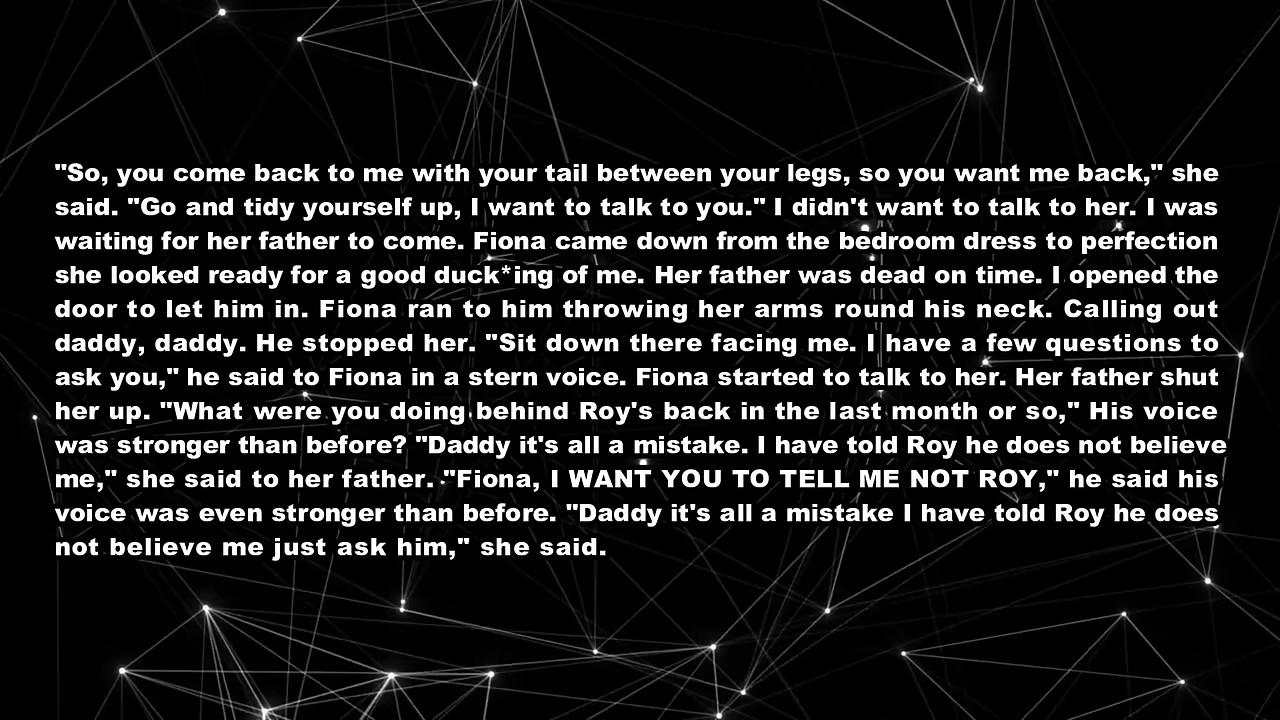 "So, you come back to me with your tail between your legs, so you want me back," she
said. "Go and tidy yourself up, I want to talk to you." I didn't want to talk to her. I was
waiting for her father to come. Fiona came down from the bedroom dress to perfection
she looked ready for a good duck*ing of me. Her father was dead on time. I opened the
door to let him in. Fiona ran to him throwing her arms round his neck. Calling out
daddy, daddy. He stopped her. "Sit down there facing me. I have a few questions to
ask you," he said to Fiona in a stern voice. Fiona started to talk to her. Her father shut
her up. "What were you doing behind Roy's back in the last month or so," His voice
was stronger than before? "Daddy it's all a mistake. I have told Roy he does not believe
me," she said to her father. "Fiona, I WANT YOU TO TELL ME NOT ROY," he said his
voice was even stronger than before. "Daddy it's all a mistake I have told Roy he does
not believe me just ask him," she said.